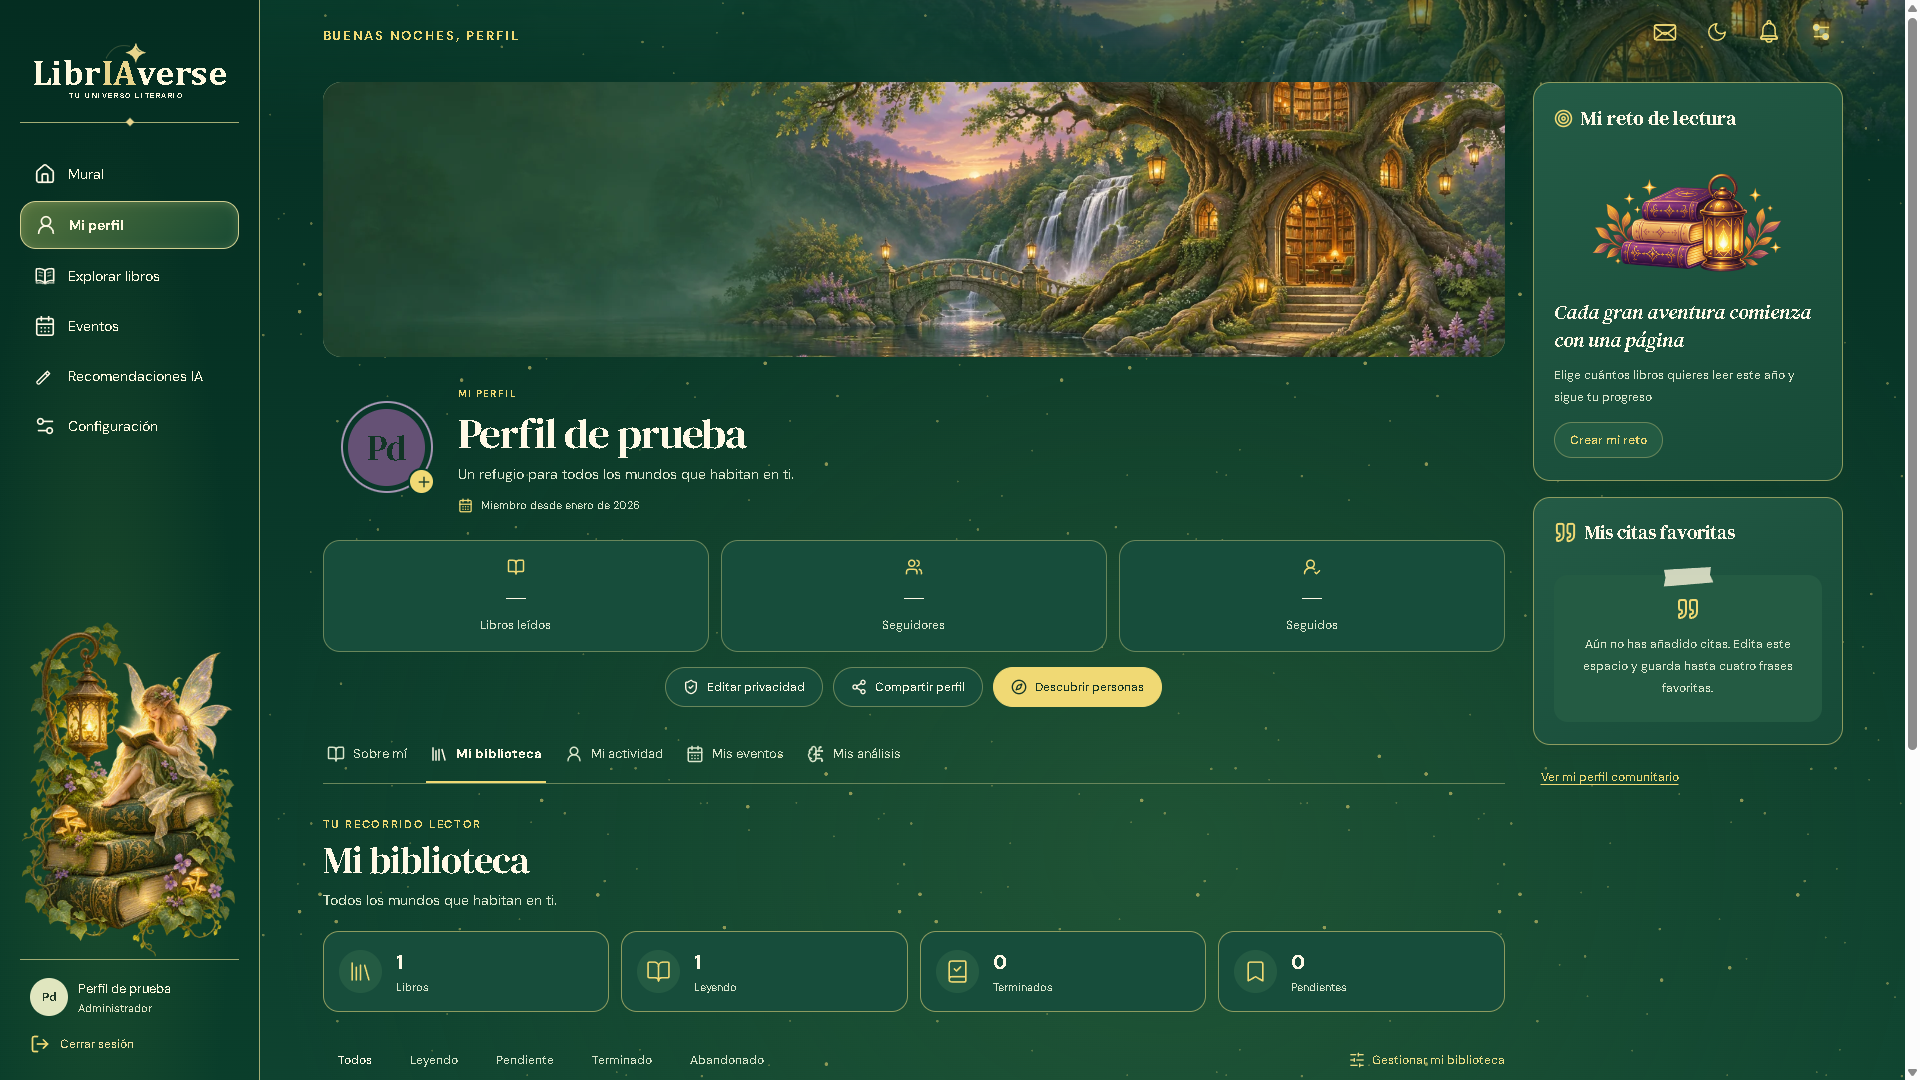 LibrIAverse
TU UNIVERSO LITERARIO
Mural
Mi perfil
Explorar libros
Eventos
Recomendaciones IA
Configuración
Pd
Perfil de prueba
Administrador
Cerrar sesión
BUENAS NOCHES, PERFIL
Pd
MI PERFIL
Perfil de prueba
Un refugio para todos los mundos que habitan en ti.
Miembro desde enero de 2026
—
Libros leídos
—
Seguidores
—
Seguidos
Editar privacidad
Compartir perfil
Descubrir personas
Sobre mí
Mi biblioteca
Mi actividad
Mis eventos
Mis análisis
TU RECORRIDO LECTOR
Mi biblioteca
Todos los mundos que habitan en ti.
1
Libros
1
Leyendo
0
Terminados
0
Pendientes
Todos
Leyendo
Pendiente
Terminado
Abandonado
Gestionar mi biblioteca
Mi reto de lectura
Cada gran aventura comienza
con una página
Elige cuántos libros quieres leer este año y
sigue tu progreso
Crear mi reto
Mis citas favoritas
Aún no has añadido citas. Edita este
espacio y guarda hasta cuatro frases
favoritas.
Ver mi perfil comunitario